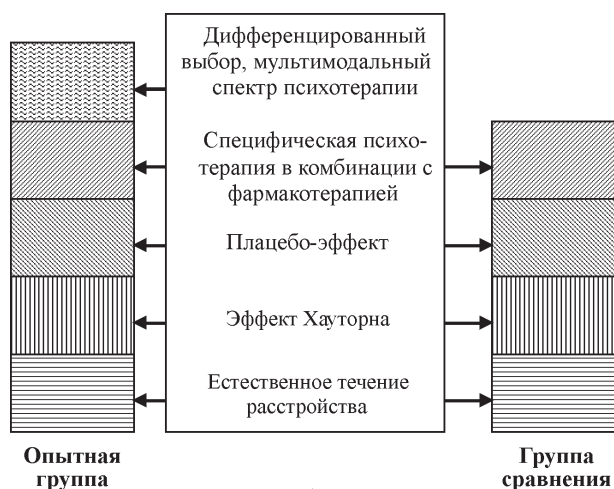 Дифференцированный
выбор, мультимодальный
спектр психотерапии
Специфическая психо-
терапия в комбинации с
фармакотерапией
Плацебо-эффект
Эффект Хауторна
Естественное течение
расстройства
Опытная
группа
Группа
сравнения